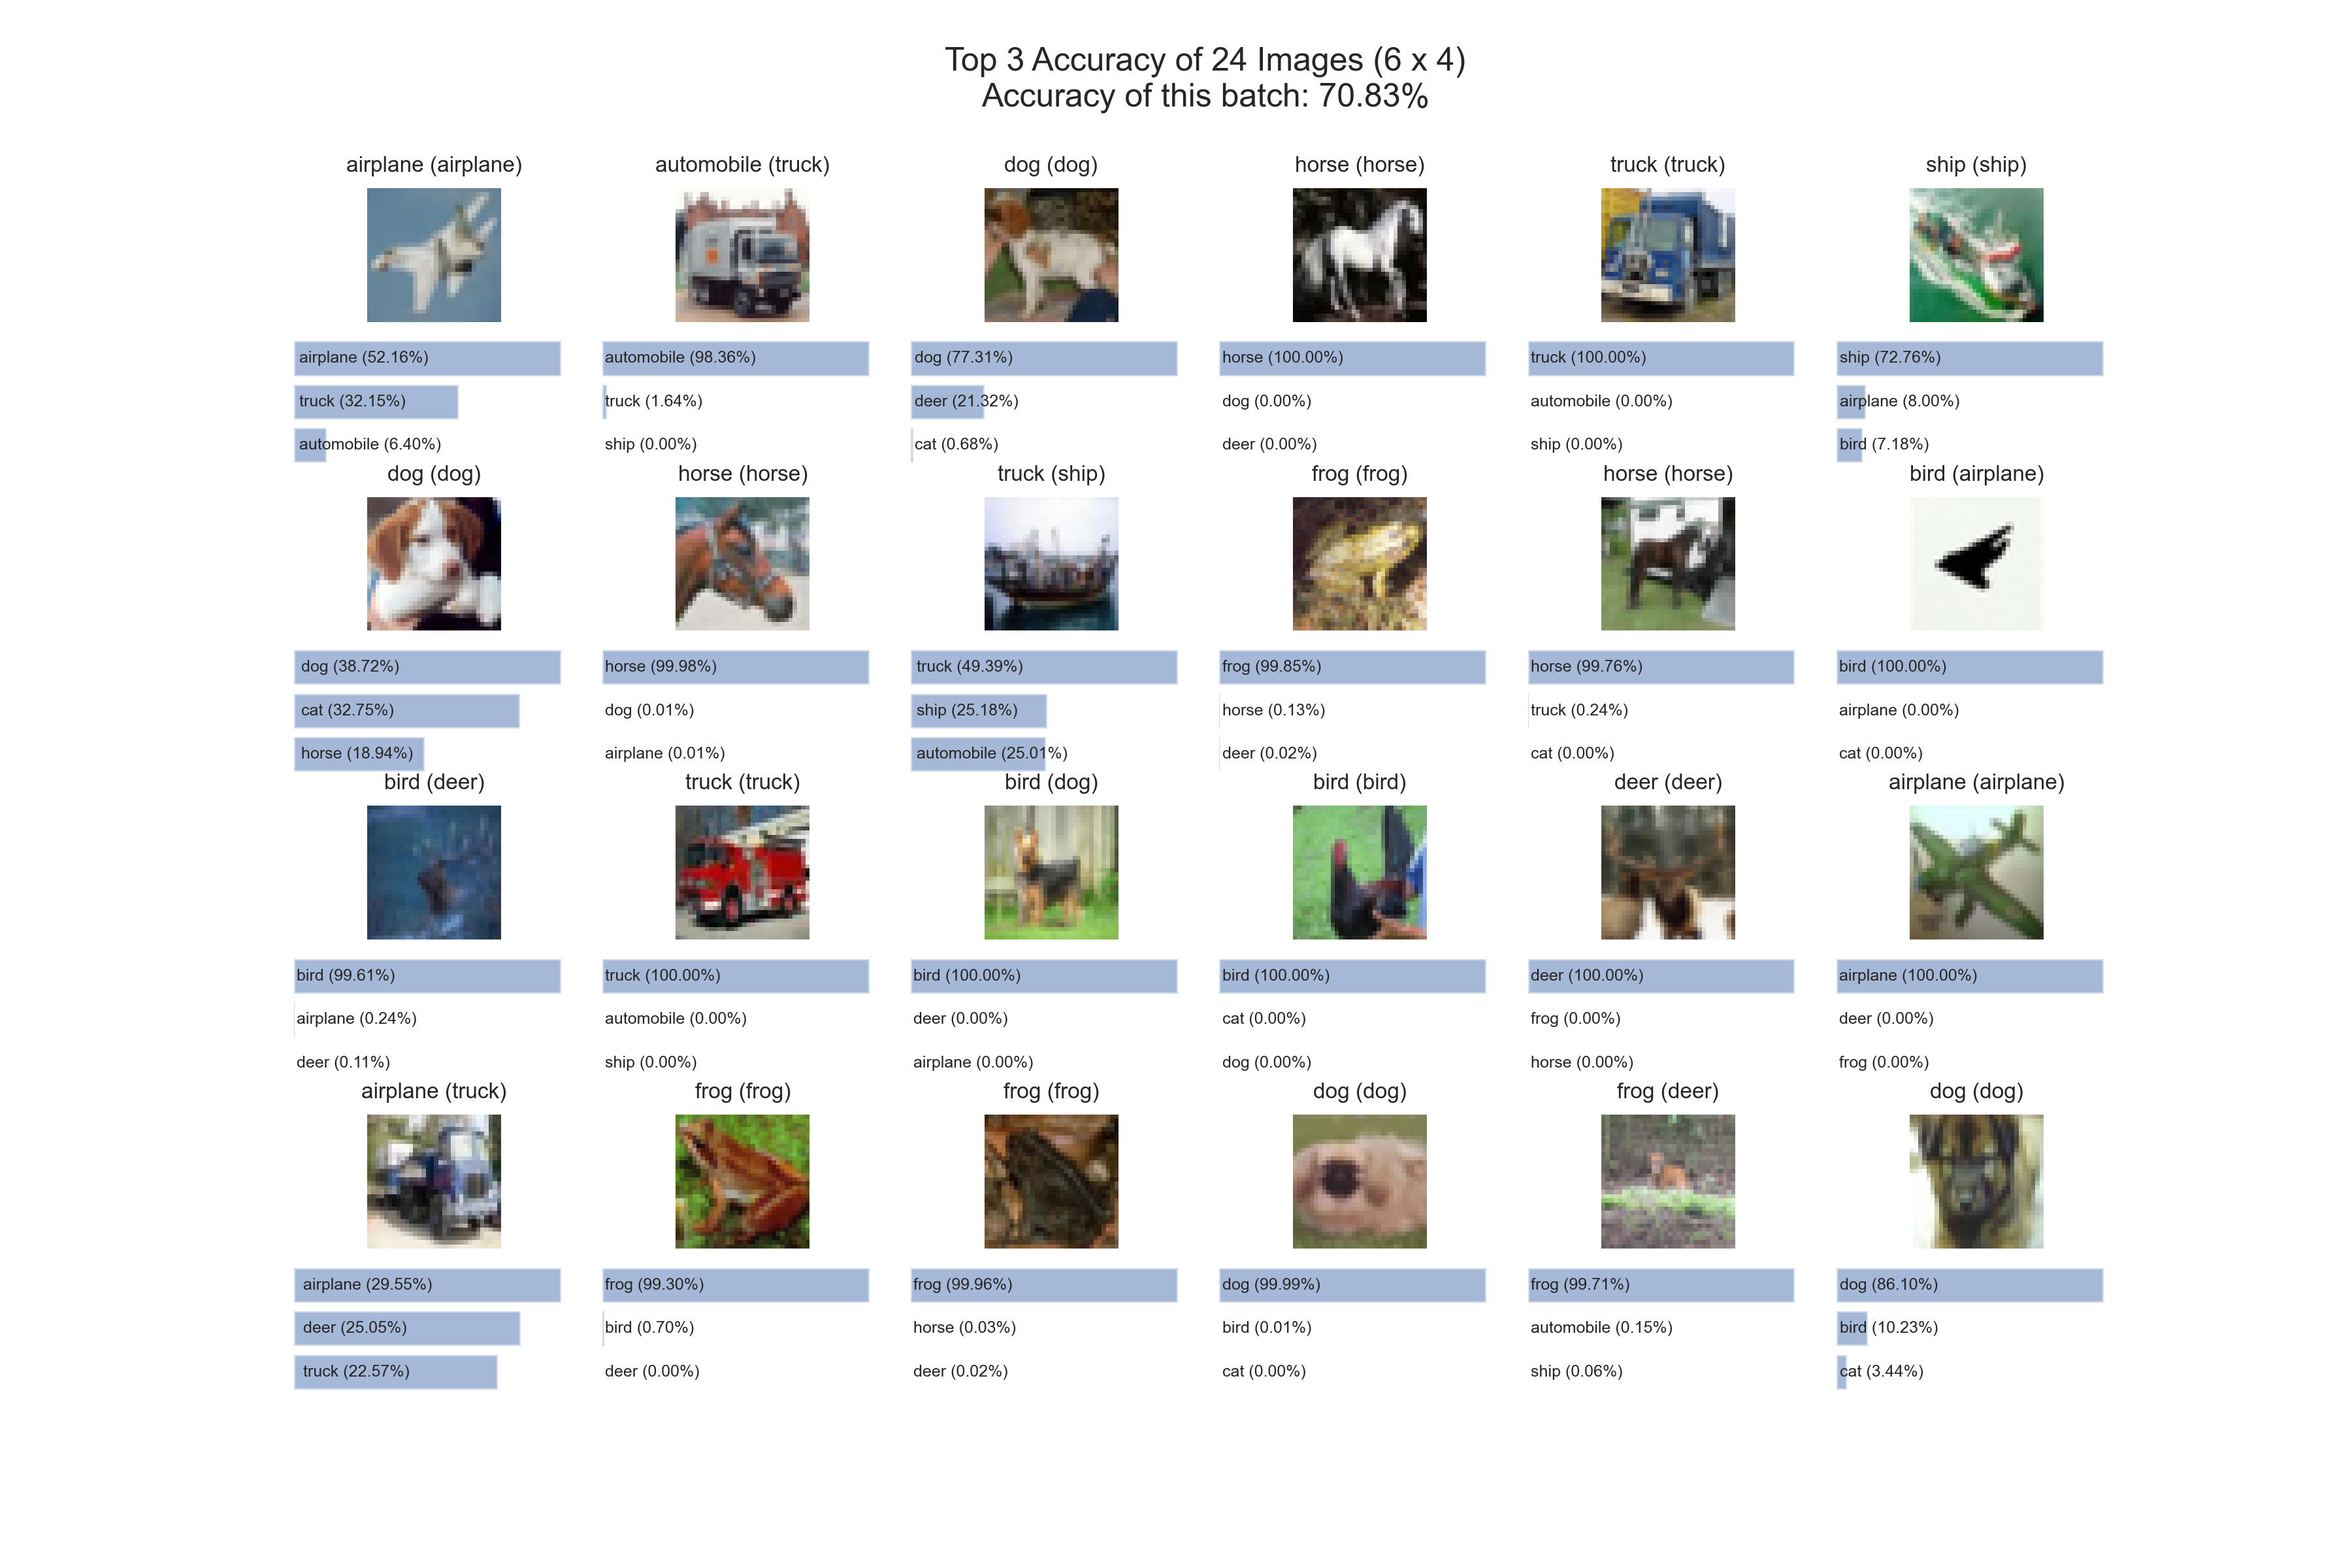 Top 3 Accuracy of 24 Images (6 x 4)
Accuracy of this batch: 70.83%
airplane (airplane)
airplane (52.16%)
truck (32.15%)
automobile (6.40%)
automobile (truck)
automobile (98.36%)
truck (1.64%)
ship (0.00%)
dog (dog)
dog (77.31%)
deer (21.32%)
cat (0.68%)
horse (horse)
horse (100.00%)
dog (0.00%)
deer (0.00%)
truck (truck)
truck (100.00%)
automobile (0.00%)
ship (0.00%)
ship (ship)
ship (72.76%)
airplane (8.00%)
bird (7.18%)
dog (dog)
dog (38.72%)
cat (32.75%)
horse (18.94%)
horse (horse)
horse (99.98%)
dog (0.01%)
airplane (0.01%)
truck (ship)
truck (49.39%)
ship (25.18%)
automobile (25.01%)
frog (frog)
frog (99.85%)
horse (0.13%)
deer (0.02%)
horse (horse)
horse (99.76%)
truck (0.24%)
cat (0.00%)
bird (airplane)
bird (100.00%)
airplane (0.00%)
cat (0.00%)
bird (deer)
bird (99.61%)
airplane (0.24%)
deer (0.11%)
truck (truck)
truck (100.00%)
automobile (0.00%)
ship (0.00%)
bird (dog)
bird (100.00%)
deer (0.00%)
airplane (0.00%)
bird (bird)
bird (100.00%)
cat (0.00%)
dog (0.00%)
deer (deer)
deer (100.00%)
frog (0.00%)
horse (0.00%)
airplane (airplane)
airplane (100.00%)
deer (0.00%)
frog (0.00%)
airplane (truck)
airplane (29.55%)
deer (25.05%)
truck (22.57%)
frog (frog)
frog (99.30%)
bird (0.70%)
deer (0.00%)
frog (frog)
frog (99.96%)
horse (0.03%)
deer (0.02%)
dog (dog)
dog (99.99%)
bird (0.01%)
cat (0.00%)
frog (deer)
frog (99.71%)
automobile (0.15%)
ship (0.06%)
dog (dog)
dog (86.10%)
bird (10.23%)
cat (3.44%)